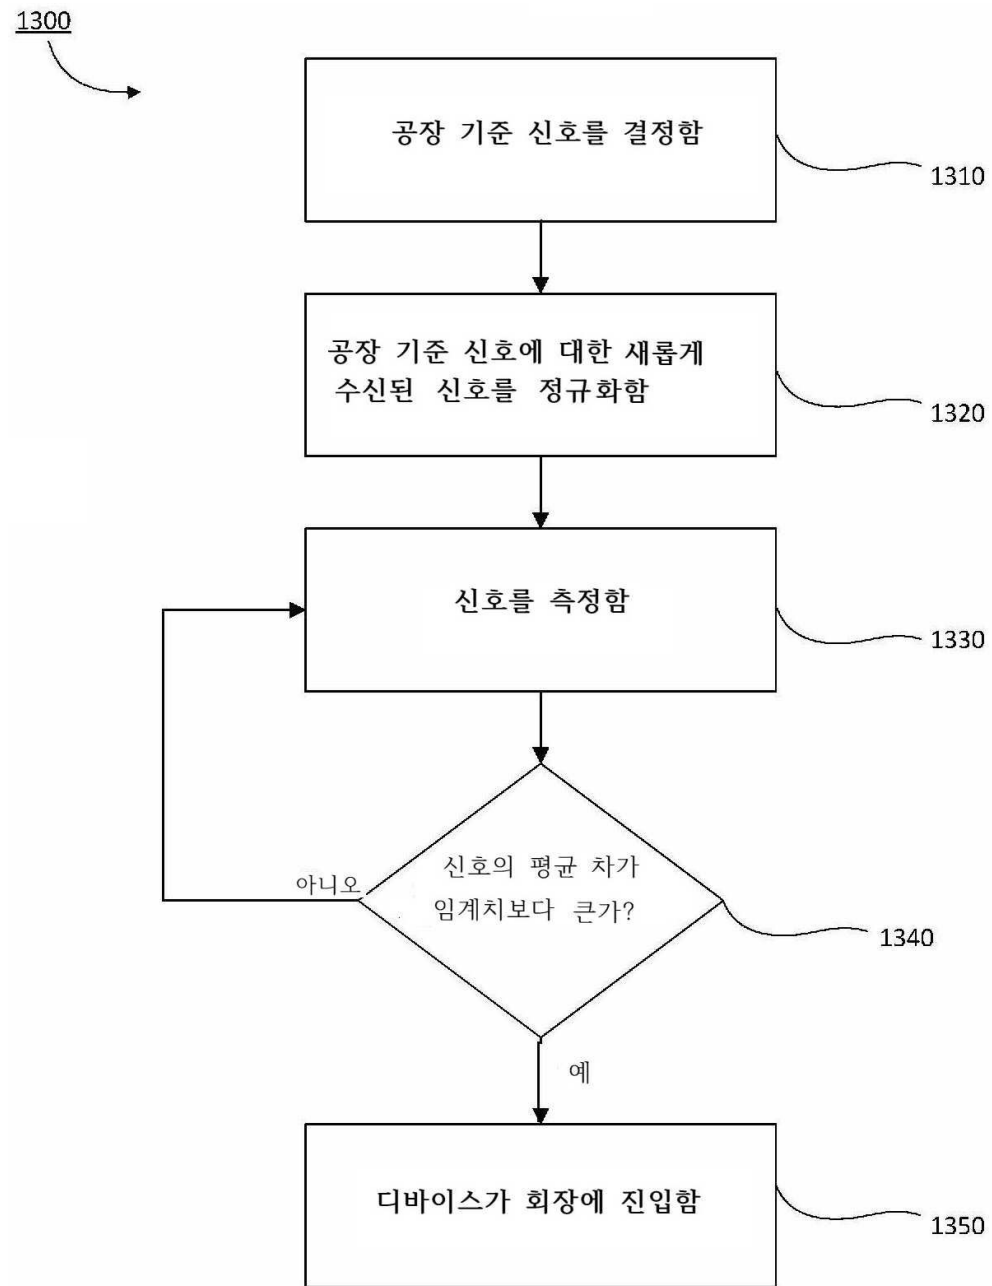 1300
공장 기준 신호를 결정함
1310
공장 기준 신호에 대한 새롭게
수신된 신호를 정규화함
1320
신호를 측정함
1330
신호의 평균 차가
아니오
임계치보다 큰가?
1340
예
디바이스가 회장에 진입함
1350